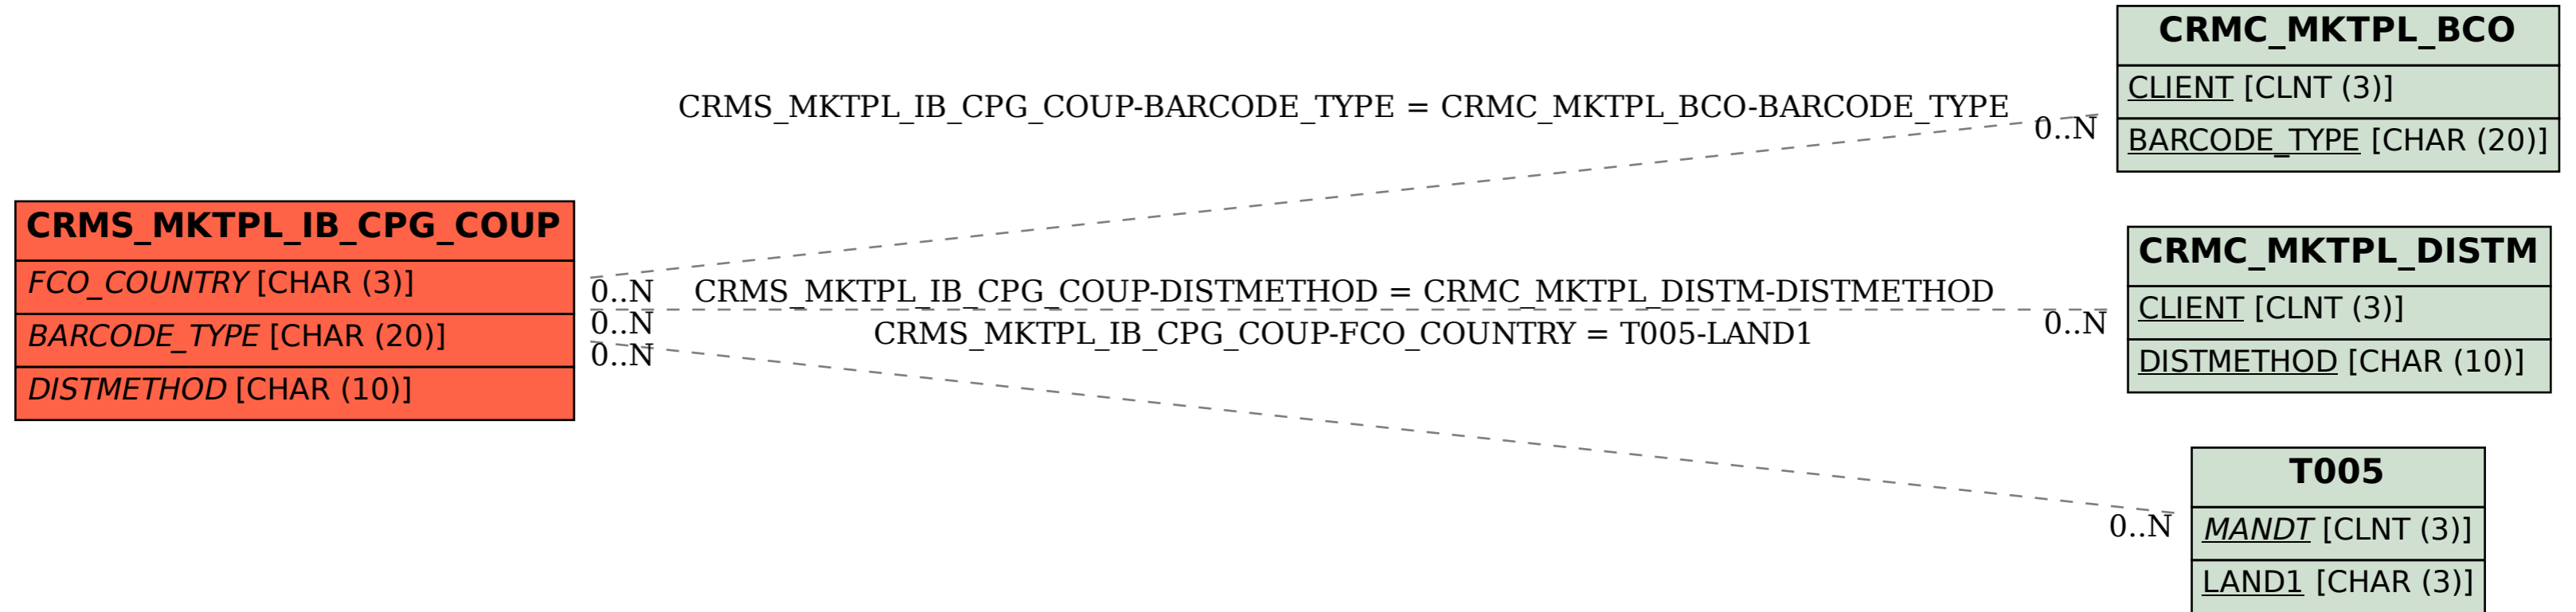 CRMC_MKTPL_BCO
CLIENT [CLNT (3)]
BARCODE_TYPE [CHAR (20)]
CRMS_MKTPL_IB_CPG_COUP-BARCODE_TYPE = CRMC_MKTPL_BCO-BARCODE_TYPE
0..N
CRMS_MKTPL_IB_CPG_COUP
FCO_COUNTRY [CHAR (3)]
BARCODE_TYPE [CHAR (20)]
DISTMETHOD [CHAR (10)]
0..N
CRMS_MKTPL_IB_CPG_COUP-DISTMETHOD = CRMC_MKTPL_DISTM-DISTMETHOD
0..N
0..N
CRMS_MKTPL_IB_CPG_COUP-FCO_COUNTRY = T005-LAND1
0..N
CRMC_MKTPL_DISTM
CLIENT [CLNT (3)]
DISTMETHOD [CHAR (10)]
0..N
T005
MANDT [CLNT (3)]
LAND1 [CHAR (3)]